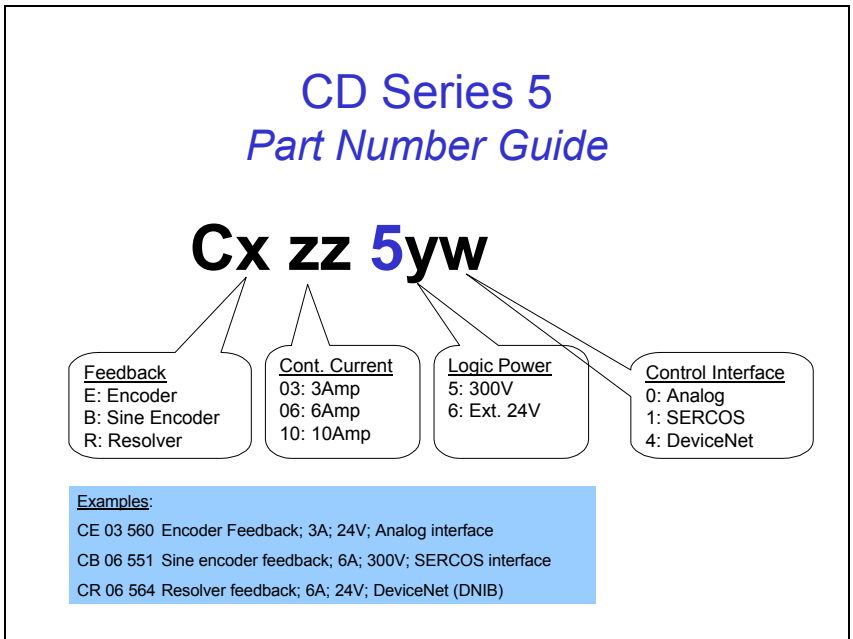 CD Series 5
Part Number Guide
Cx zz 5yw
Feedback
E: Encoder
B: Sine Encoder
R: Resolver
Cont. Current
03: 3Amp
06: 6Amp
10: 10Amp
Logic Power
5: 300V
6: Ext. 24V
Control Interface
0: Analog
1: SERCOS
4: DeviceNet
Examples:
CE 03 560 Encoder Feedback; 3A; 24V; Analog interface
CB 06 551 Sine encoder feedback; 6A; 300V; SERCOS interface
CR 06 564 Resolver feedback; 6A; 24V; DeviceNet (DNIB)